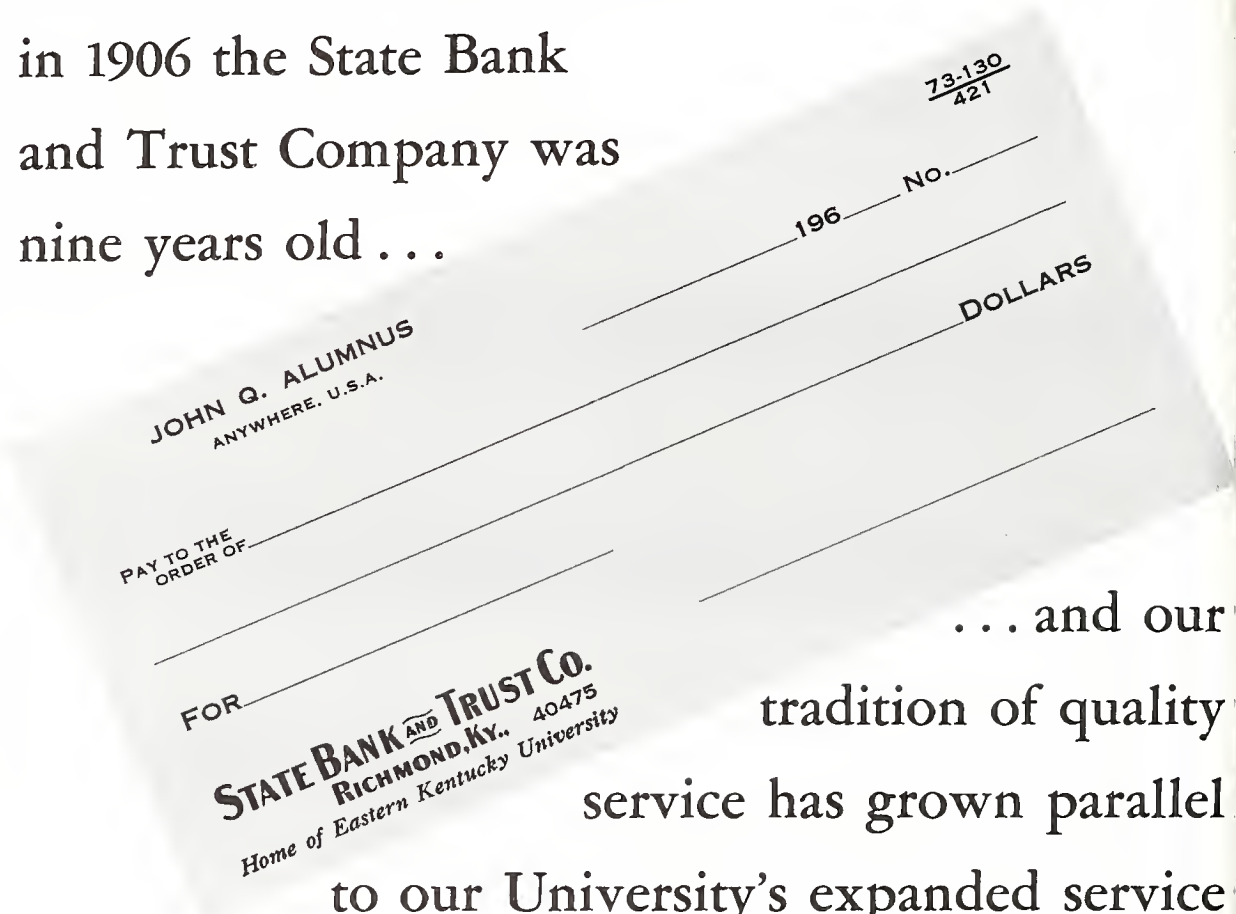 in 1906 the State Bank
and Trust Company was
nine years old...
73-130
421
196 No.
DOLLARS
JOHN Q. ALUMNUS
ANYWHERE, U.S.A.
PAY TO THE
ORDER OF
FOR
STATE BANK AND TRUST CO.
RICHMOND, KY., 40475
Home of Eastern Kentucky University
...and our
tradition of quality
service has grown parallel
to our University's expanded service